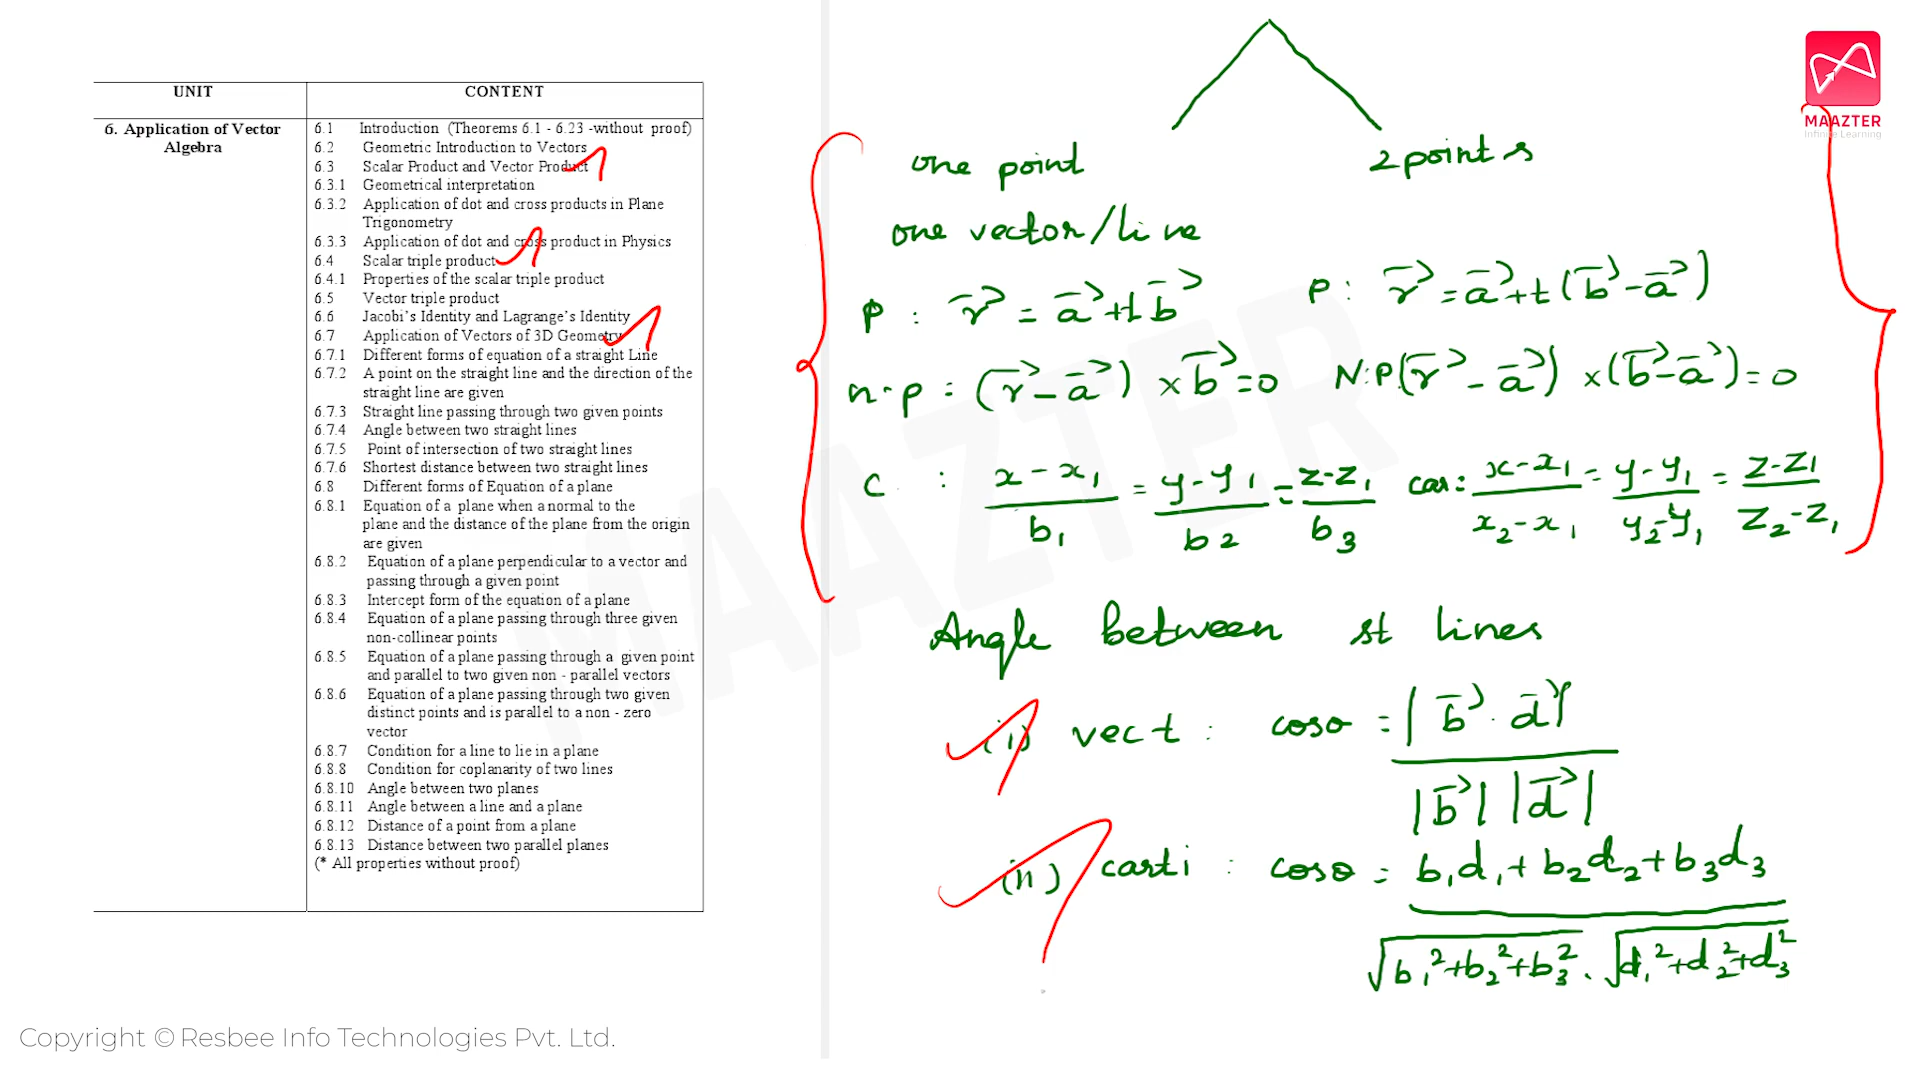 UNIT CONTENT
6. Application of Vector Algebra
6.1 Introduction (Theorems 6.1 - 6.23 -without proof)
6.2 Geometric Introduction to Vectors
6.3 Scalar Product and Vector Product
6.3.1 Geometrical interpretation
6.3.2 Application of dot and cross products in Plane
Trigonometry
6.3.3 Application of dot and cross product in Physics
6.4 Scalar triple product
6.4.1 Properties of the scalar triple product
6.5 Vector triple product
6.6 Jacobi's Identity and Lagrange's Identity
6.7 Application of Vectors of 3D Geometry
6.7.1 Different forms of equation of a straight Line
6.7.2 A point on the straight line and the direction of the
straight line are given
6.7.3 Straight line passing through two given points
6.7.4 Angle between two straight lines
6.7.5 Point of intersection of two straight lines
6.7.6 Shortest distance between two straight lines
6.8 Different forms of Equation of a plane
6.8.1 Equation of a plane when a normal to the
plane and the distance of the plane from the origin
are given
6.8.2 Equation of a plane perpendicular to a vector and
passing through a given point
6.8.3 Intercept form of the equation of a plane
6.8.4 Equation of a plane passing through three given
non-collinear points
6.8.5 Equation of a plane passing through a given point
and parallel to two given non - parallel vectors
6.8.6 Equation of a plane passing through two given
distinct points and is parallel to a non - zero
vector
6.8.7 Condition for a line to lie in a plane
6.8.8 Condition for coplanarity of two lines
6.8.10 Angle between two planes
6.8.11 Angle between a line and a plane
6.8.12 Distance of a point from a plane
6.8.13 Distance between two parallel planes
(* All properties without proof)
MAAZTER
Infinite Learning
one point
one vector/line
P : r⃗ = a⃗ + t b⃗
n.p = (r⃗ - a⃗) × b⃗ = 0
C : (x - x₁)/b₁ = (y - y₁)/b₂ = (z - z₁)/b₃
2 points
P : r⃗ = a⃗ + t (b⃗ - a⃗)
N.P (r⃗ - a⃗) × (b⃗ - a⃗) = 0
car : (x - x₁)/(x₂ - x₁) = (y - y₁)/(y₂ - y₁) = (z - z₁)/(z₂ - z₁)
Angle between st lines
(i) vect : cosθ = |b⃗ . d⃗| / |b⃗| |d⃗|
(ii) carti : cosθ = b₁d₁ + b₂d₂ + b₃d₃ / √(b₁² + b₂² + b₃²) . √(d₁² + d₂² + d₃²)
MAAZTER
Copyright © Resbee Info Technologies Pvt. Ltd.